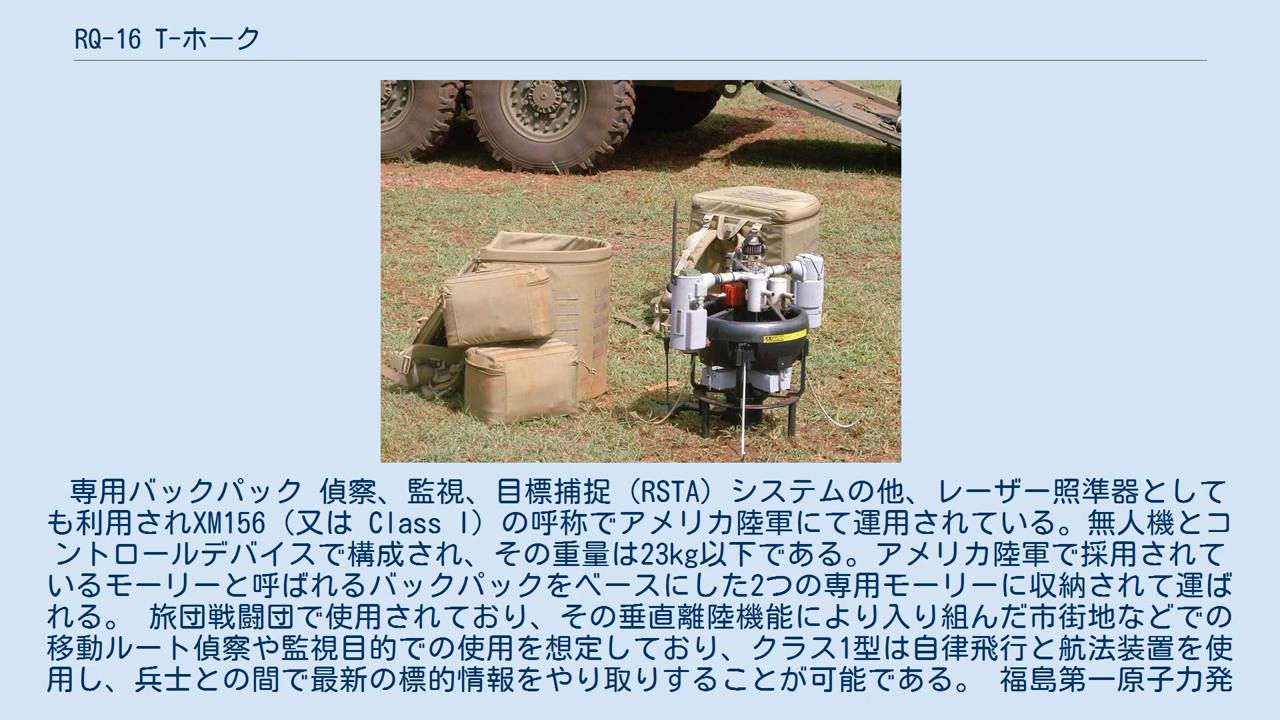 RQ-16 T-ホーク
専用バックパック 偵察、監視、目標捕捉（RSTA）システムの他、レーザー照準器として
も利用されXM156（又は Class I）の呼称でアメリカ陸軍にて運用されている。無人機とコ
ントロールデバイスで構成され、その重量は23kg以下である。アメリカ陸軍で採用されて
いるモーリーと呼ばれるバックパックをベースにした2つの専用モーリーに収納されて運ば
れる。 旅団戦闘団で使用されており、その垂直離陸機能により入り組んだ市街地などでの
移動ルート偵察や監視目的での使用を想定しており、クラス1型は自律飛行と航法装置を使
用し、兵士との間で最新の標的情報をやり取りすることが可能である。 福島第一原子力発